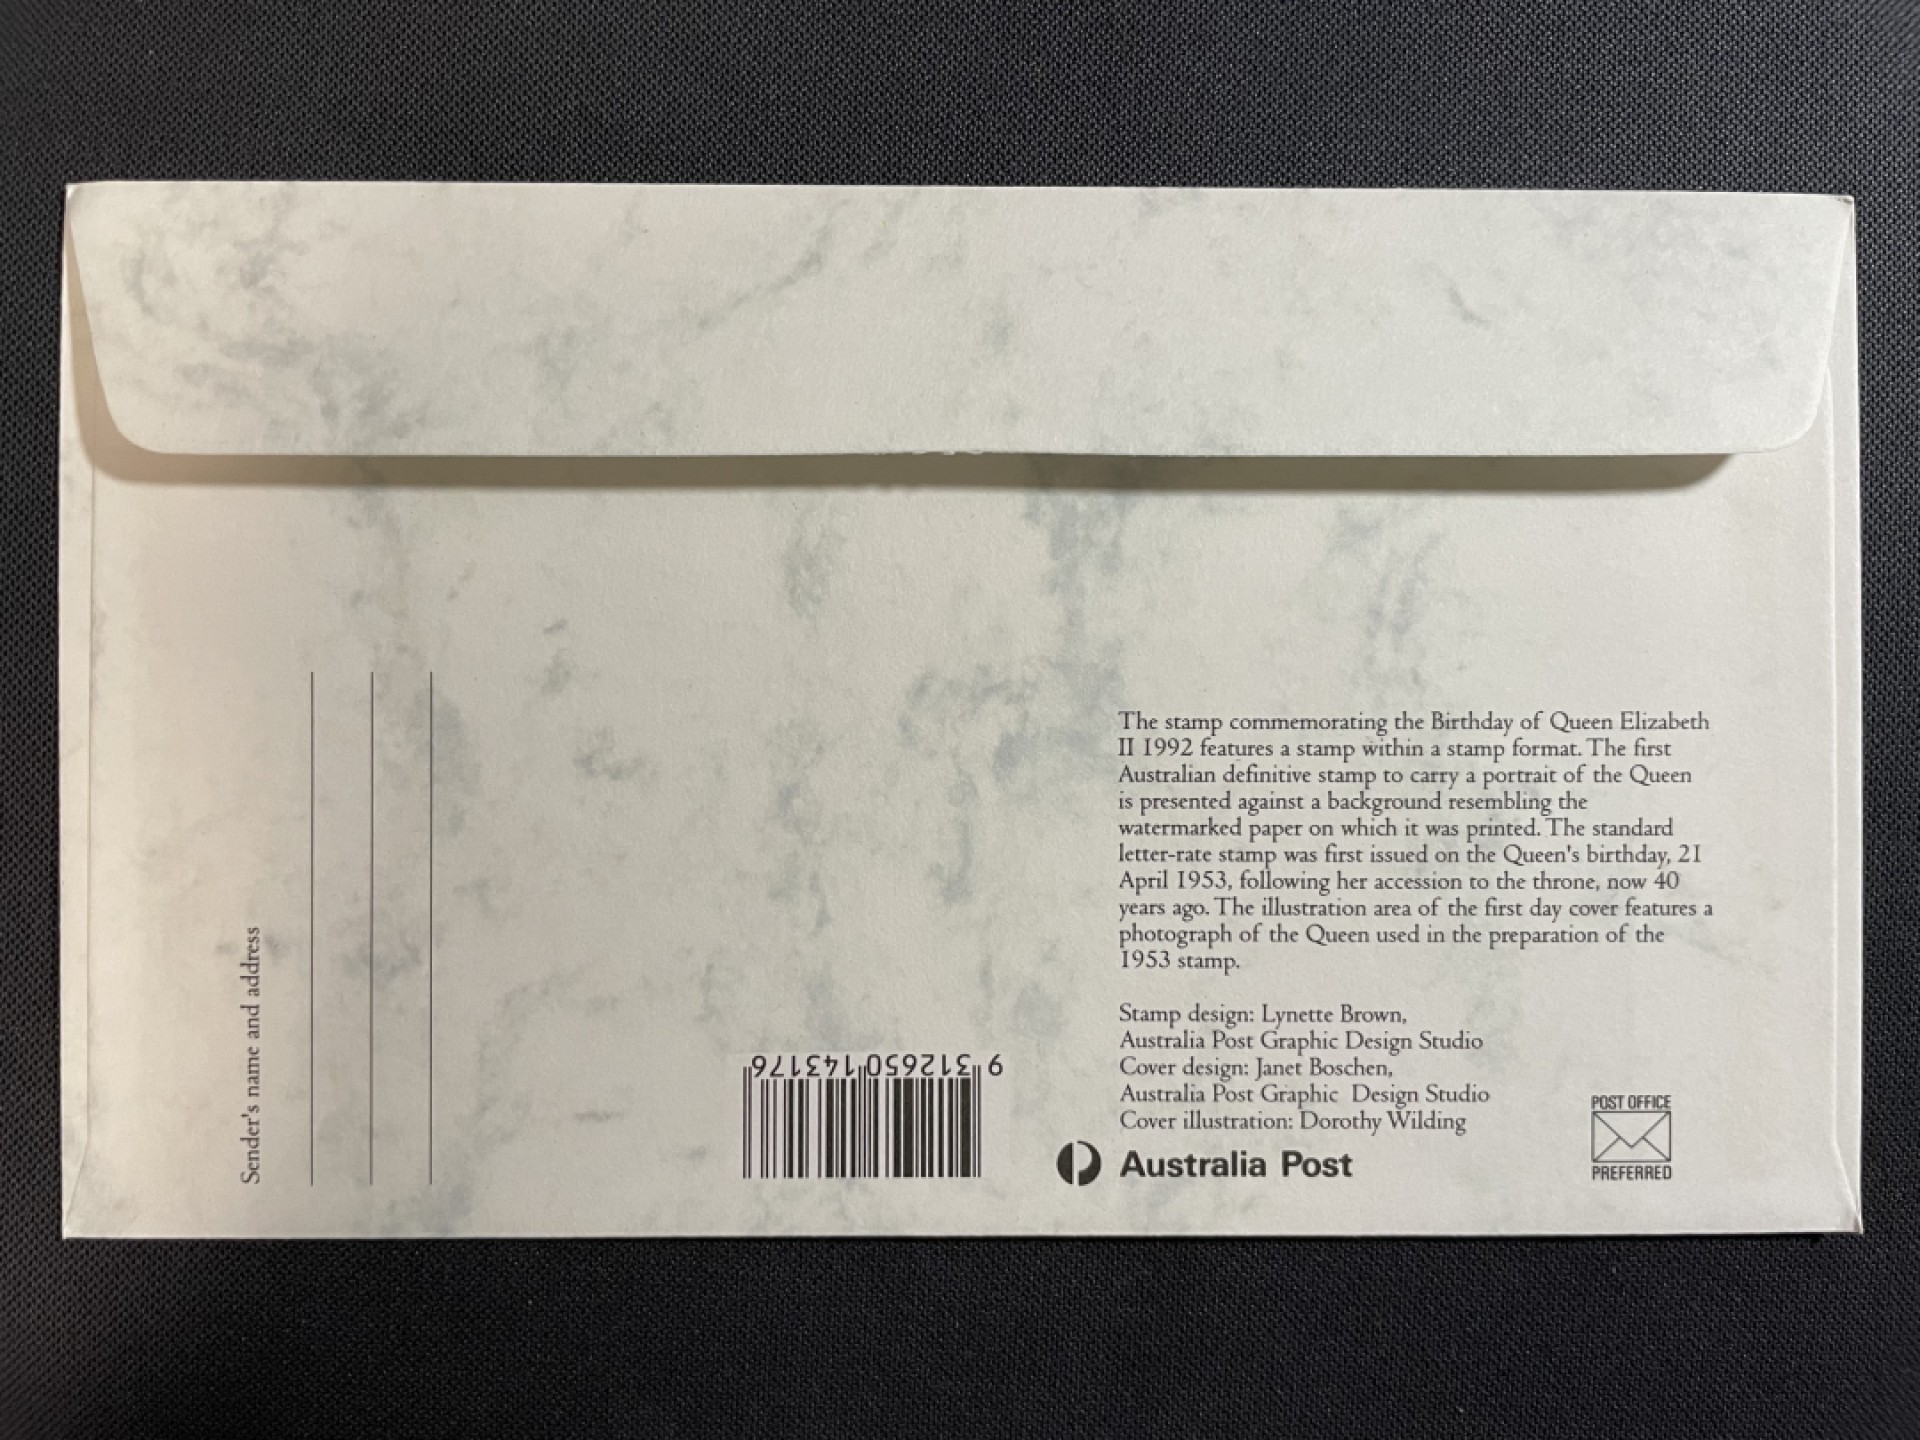 The stamp commemorating the Birthday of Queen Elizabeth
II 1992 features a stamp within a stamp format. The first
Australian definitive stamp to carry a portrait of the Queen
is presented against a background resembling the
watermarked paper on which it was printed. The standard
letter-rate stamp was first issued on the Queen's birthday, 21
April 1953, following her accession to the throne, now 40
years ago. The illustration area of the first day cover features a
photograph of the Queen used in the preparation of the
1953 stamp.
Stamp design: Lynette Brown,
Australia Post Graphic Design Studio
Cover design: Janet Boschen,
Australia Post Graphic Design Studio
Cover illustration: Dorothy Wilding
Australia Post
POST OFFICE
PREFERRED
9 312650 143176
Sender's name and address